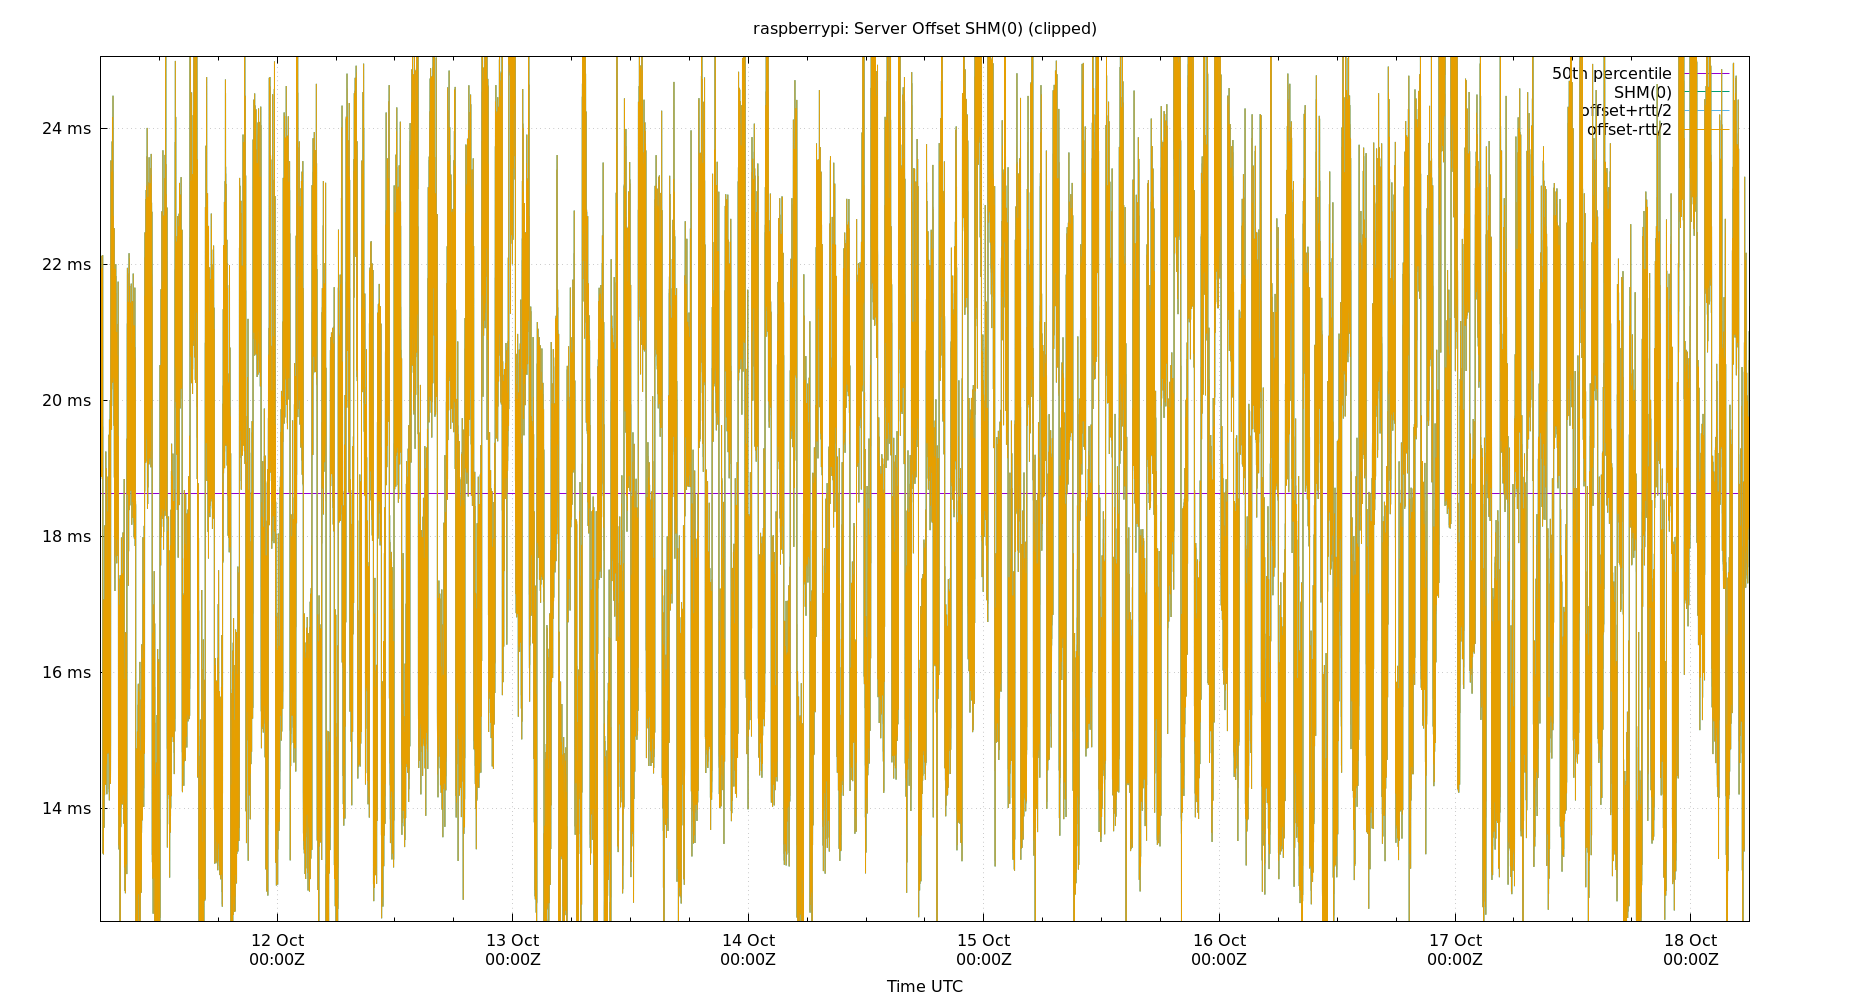 raspberrypi: Server Offset SHM(0) (clipped)
50th percentile
SHM(0)
offset+rtt/2
offset-rtt/2
24 ms
22 ms
20 ms
18 ms
16 ms
14 ms
12 Oct 13 Oct 14 Oct 15 Oct 16 Oct 17 Oct 18 Oct
00:00Z 00:00Z 00:00Z 00:00Z 00:00Z 00:00Z 00:00Z
Time UTC